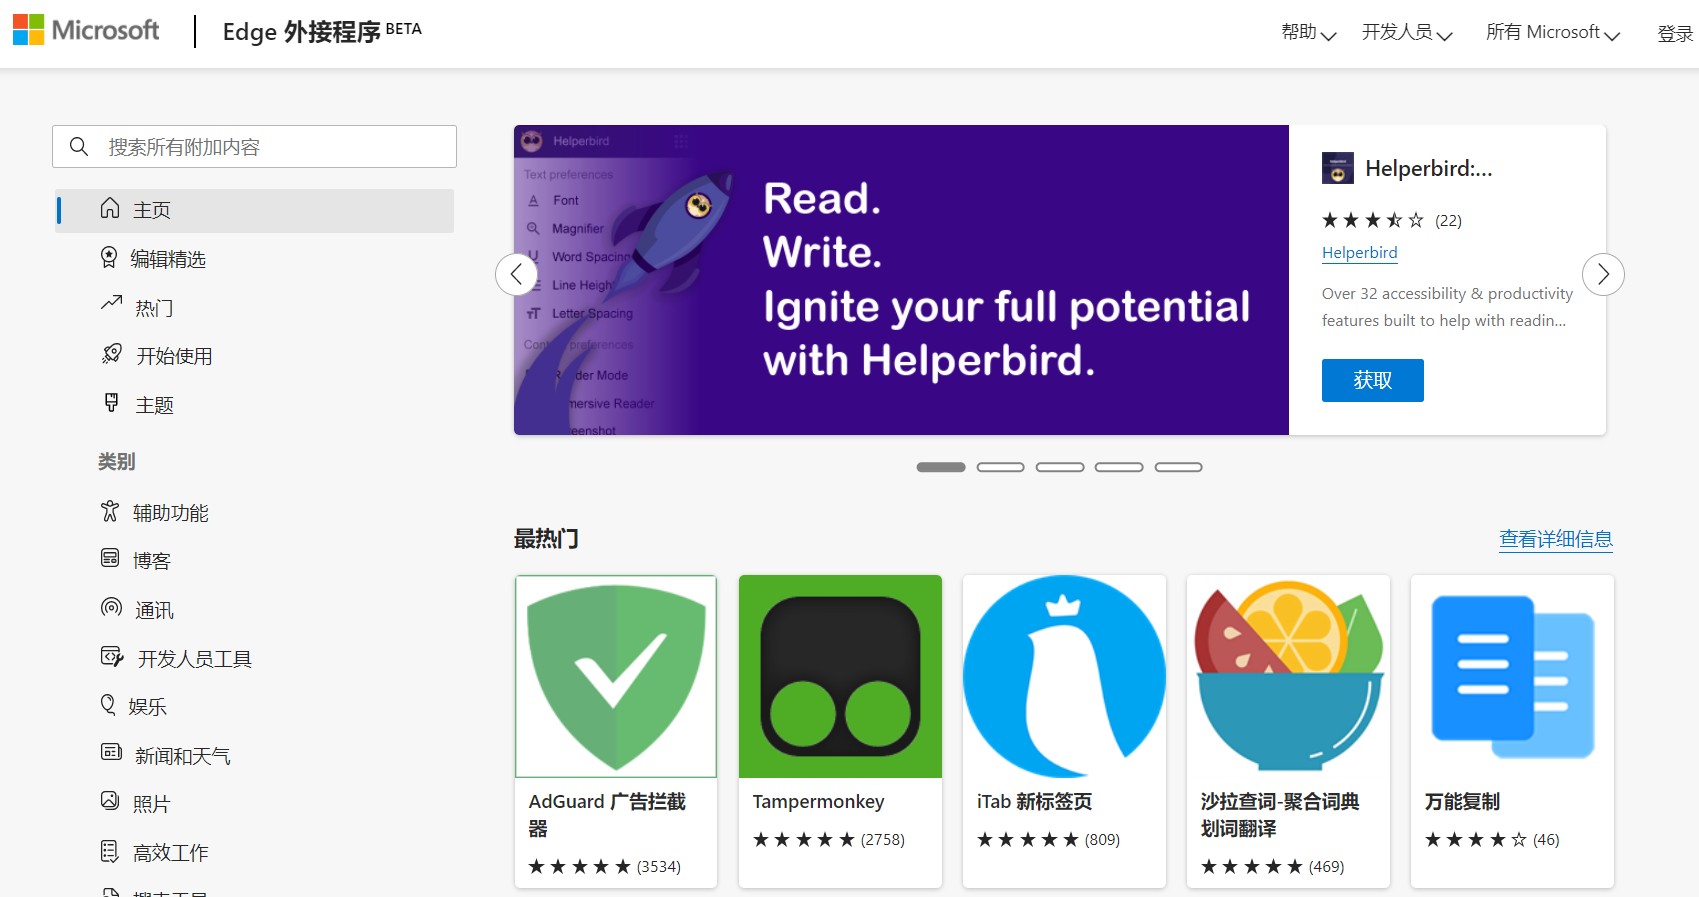 Microsoft
Edge 外接程序 BETA
帮助
开发人员
所有 Microsoft
登录
搜索所有附加内容
主页
编辑精选
热门
开始使用
主题
类别
辅助功能
博客
通讯
开发人员工具
娱乐
新闻和天气
照片
高效工作
Helperbird
Text preferences
Font
Magnifier
Word Spacing
Line Height
Letter Spacing
preferences
Mode
Reader
Read.
Write.
Ignite your full potential
with Helperbird.
Helperbird:...
(22)
Helperbird
Over 32 accessibility & productivity
features built to help with readin...
获取
最热门
查看详细信息
AdGuard 广告拦截
器
(3534)
Tampermonkey
(2758)
iTab 新标签页
(809)
沙拉查词-聚合词典
划词翻译
(469)
万能复制
(46)